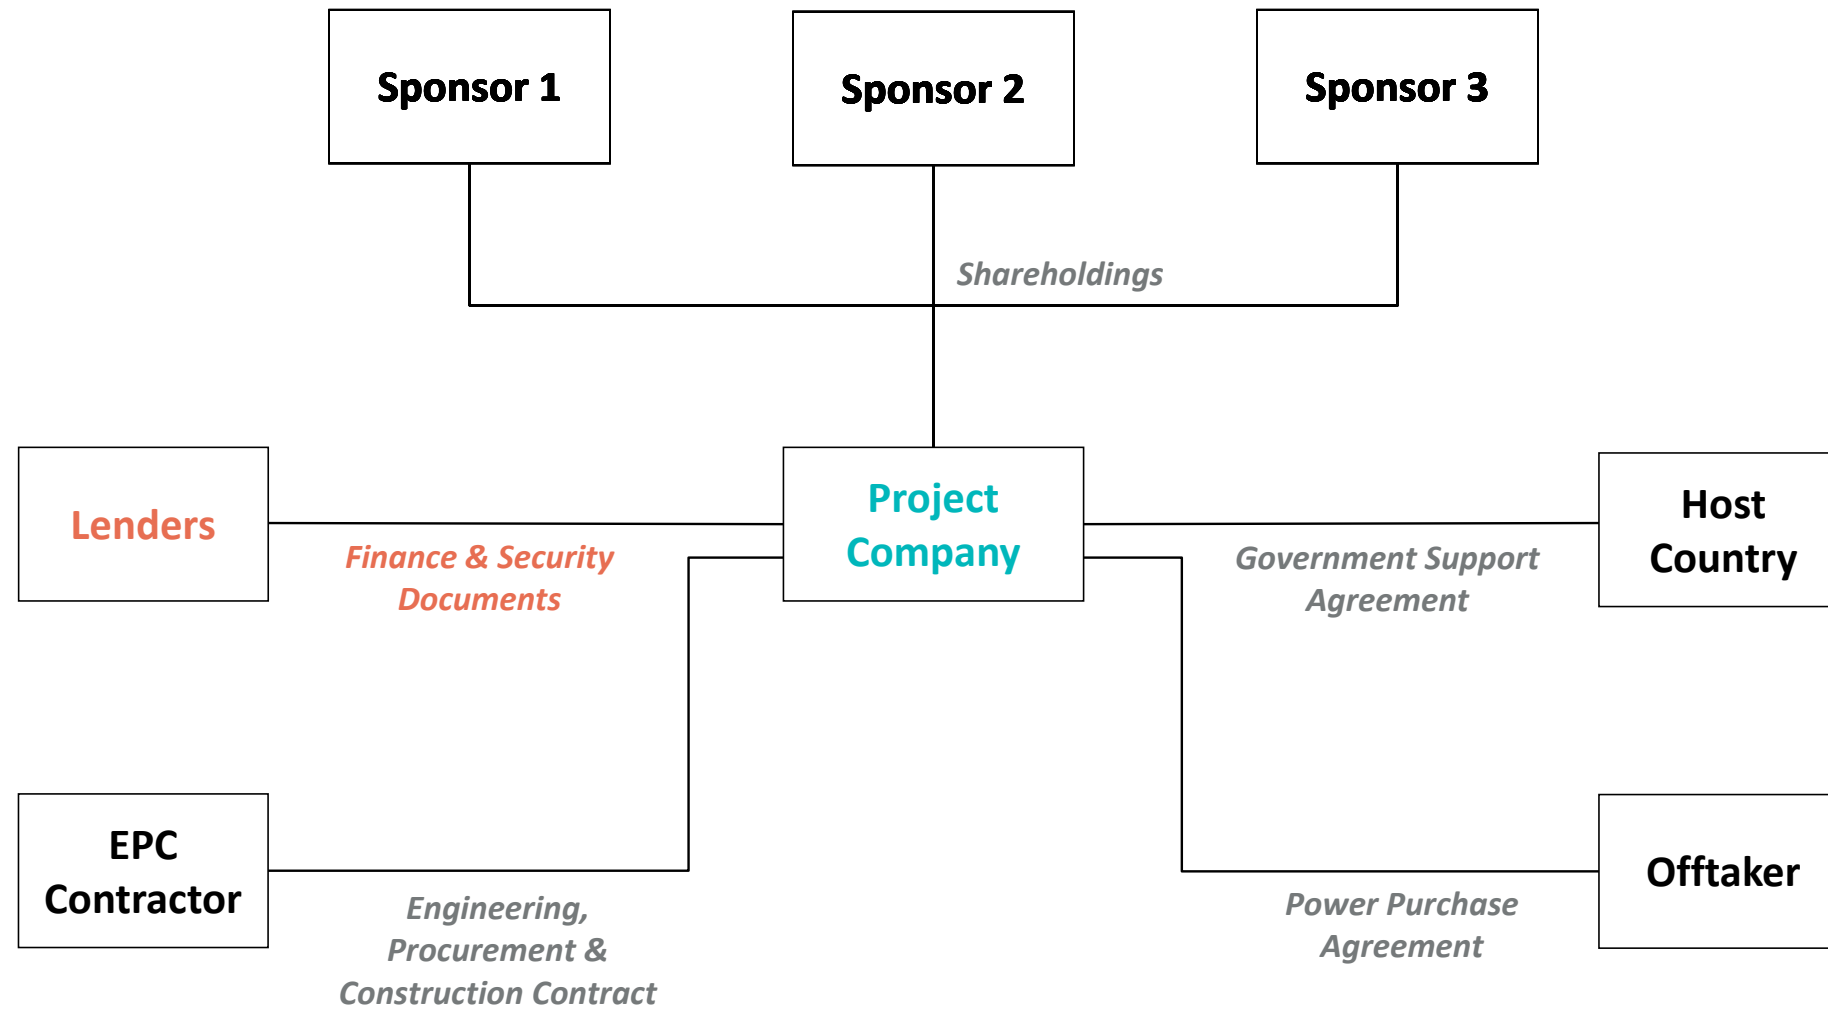 Sponsor 1
Sponsor 2
Sponsor 3
Shareholdings
Lenders
Finance & Security
Documents
Project
Company
Government Support
Agreement
Host
Country
EPC
Contractor
Engineering,
Procurement &
Construction Contract
Power Purchase
Agreement
Offtaker